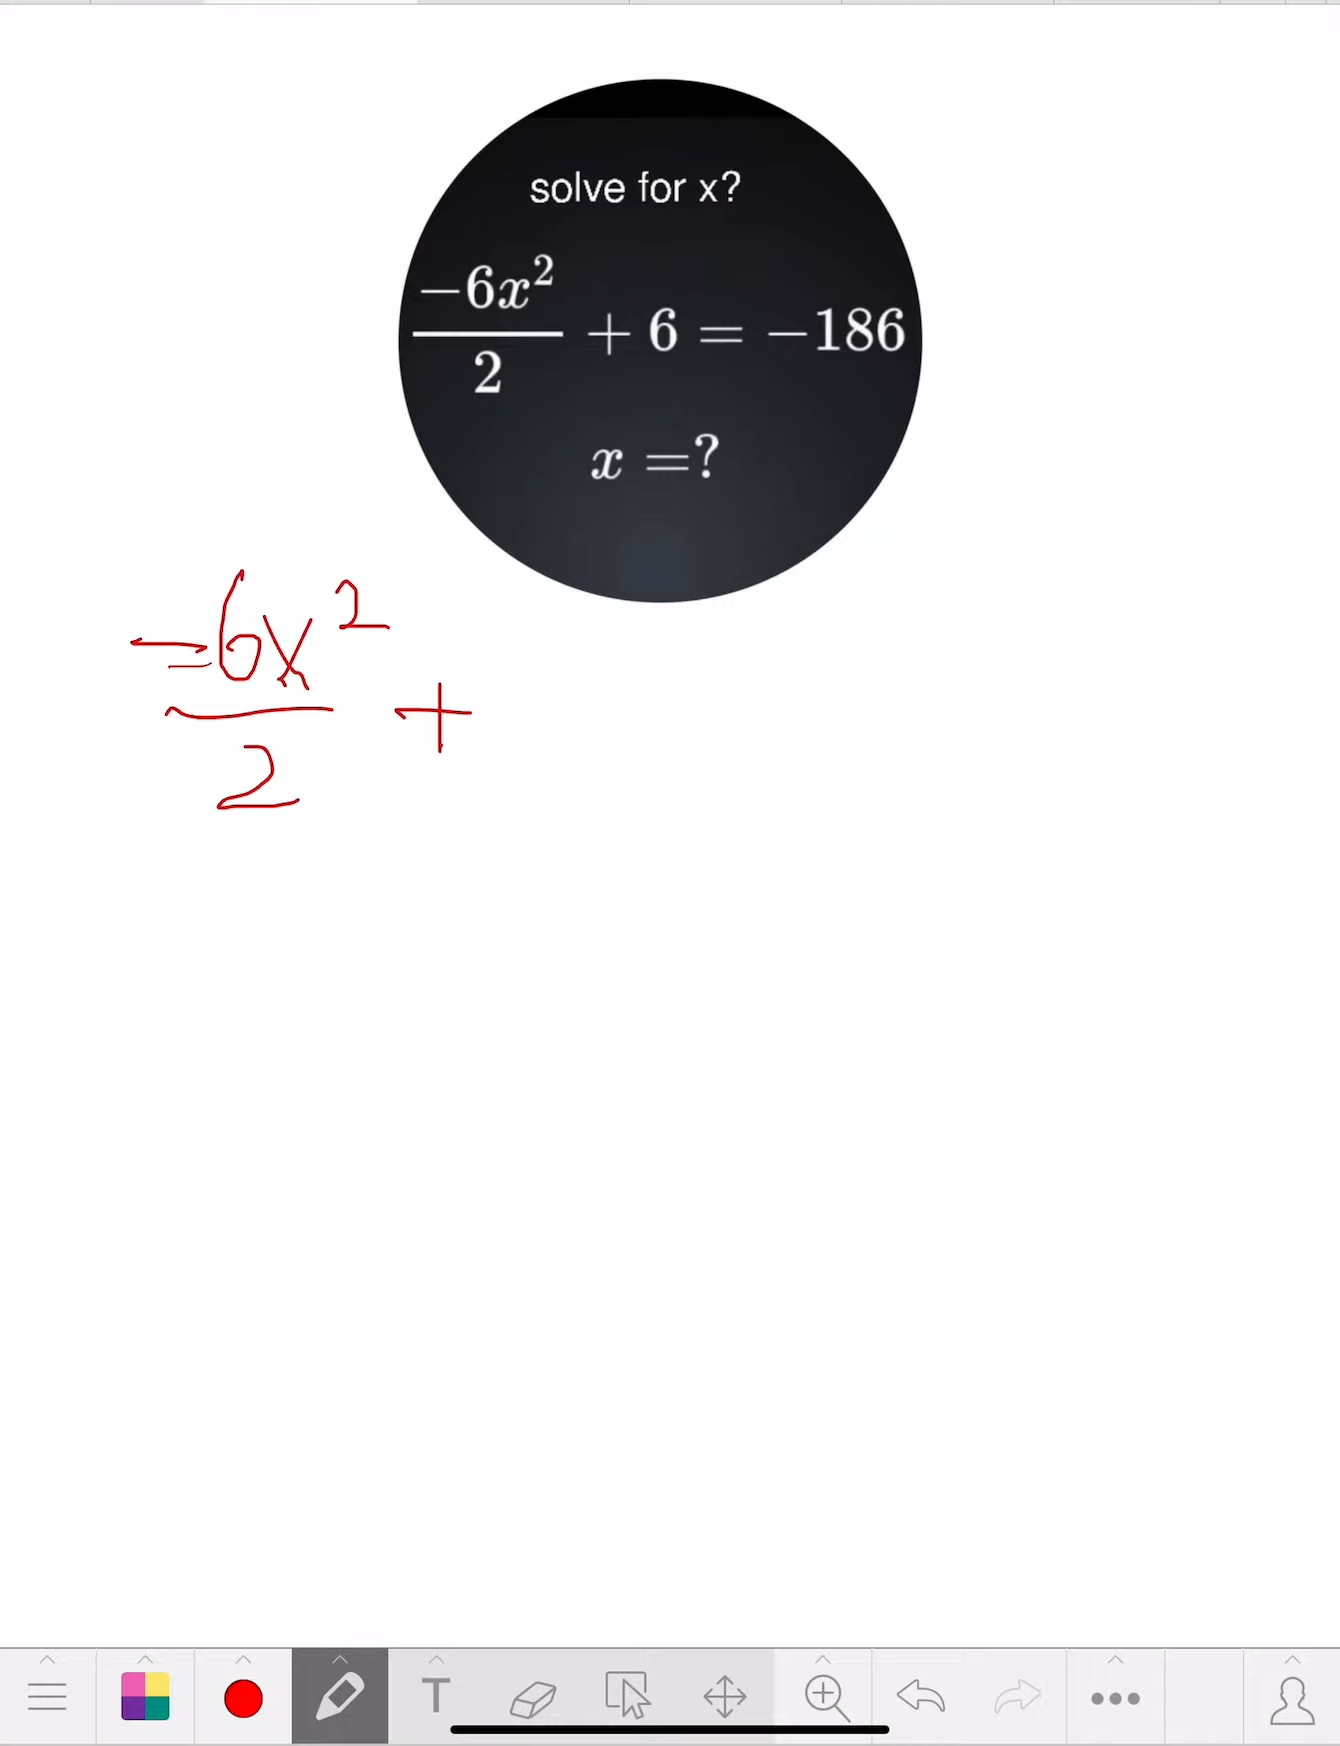 solve for x?
−6x²
2
+ 6 = −186
x =?
−6x²
2
+
T